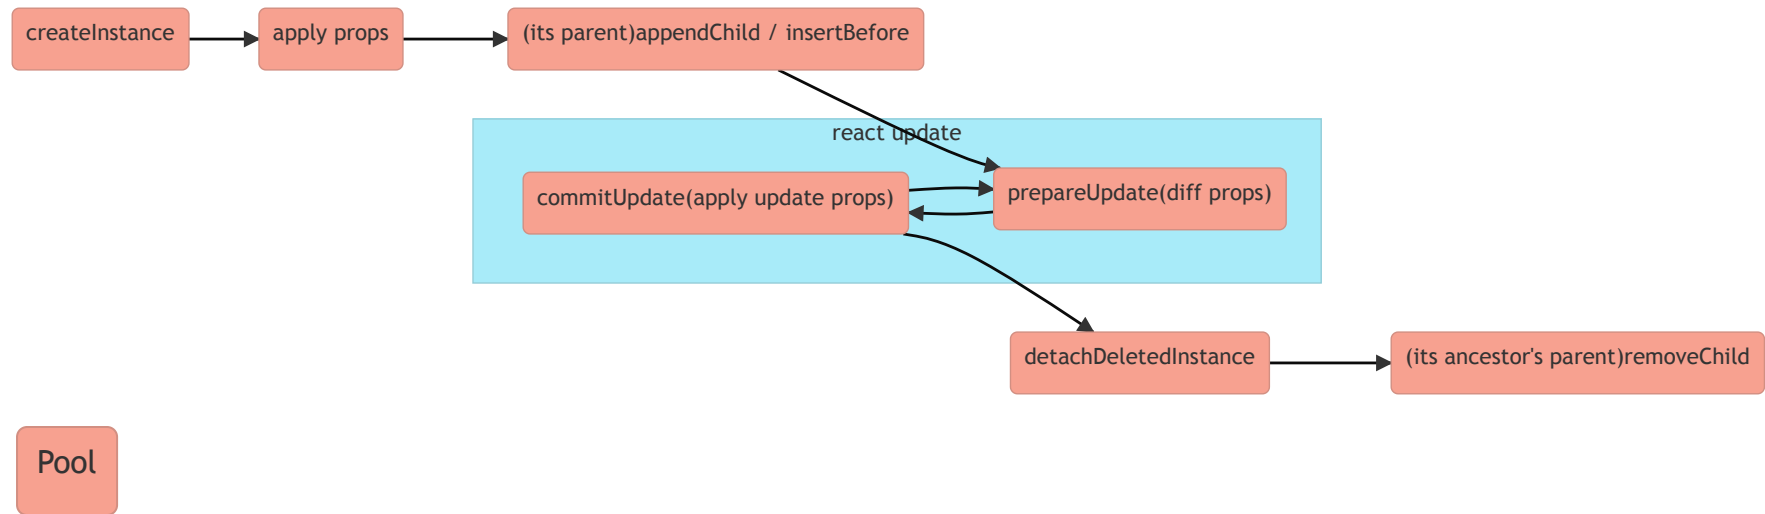 createInstance
apply props
(its parent)appendChild / insertBefore
react update
commitUpdate(apply update props)
prepareUpdate(diff props)
detachDeletedInstance
(its ancestor's parent)removeChild
Pool